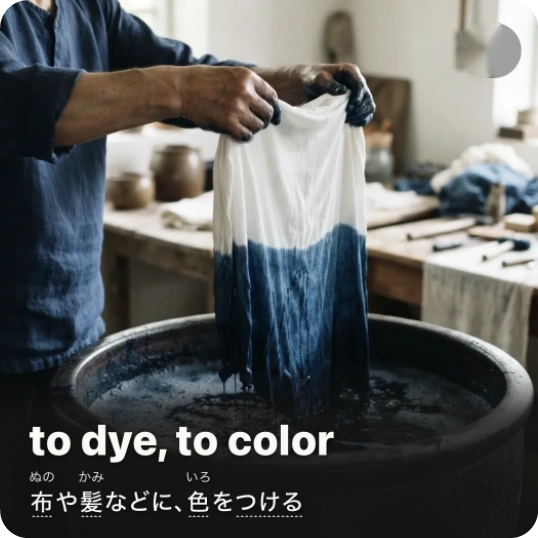 to dye, to color
ぬの かみ いろ
布や髪などに、色をつける